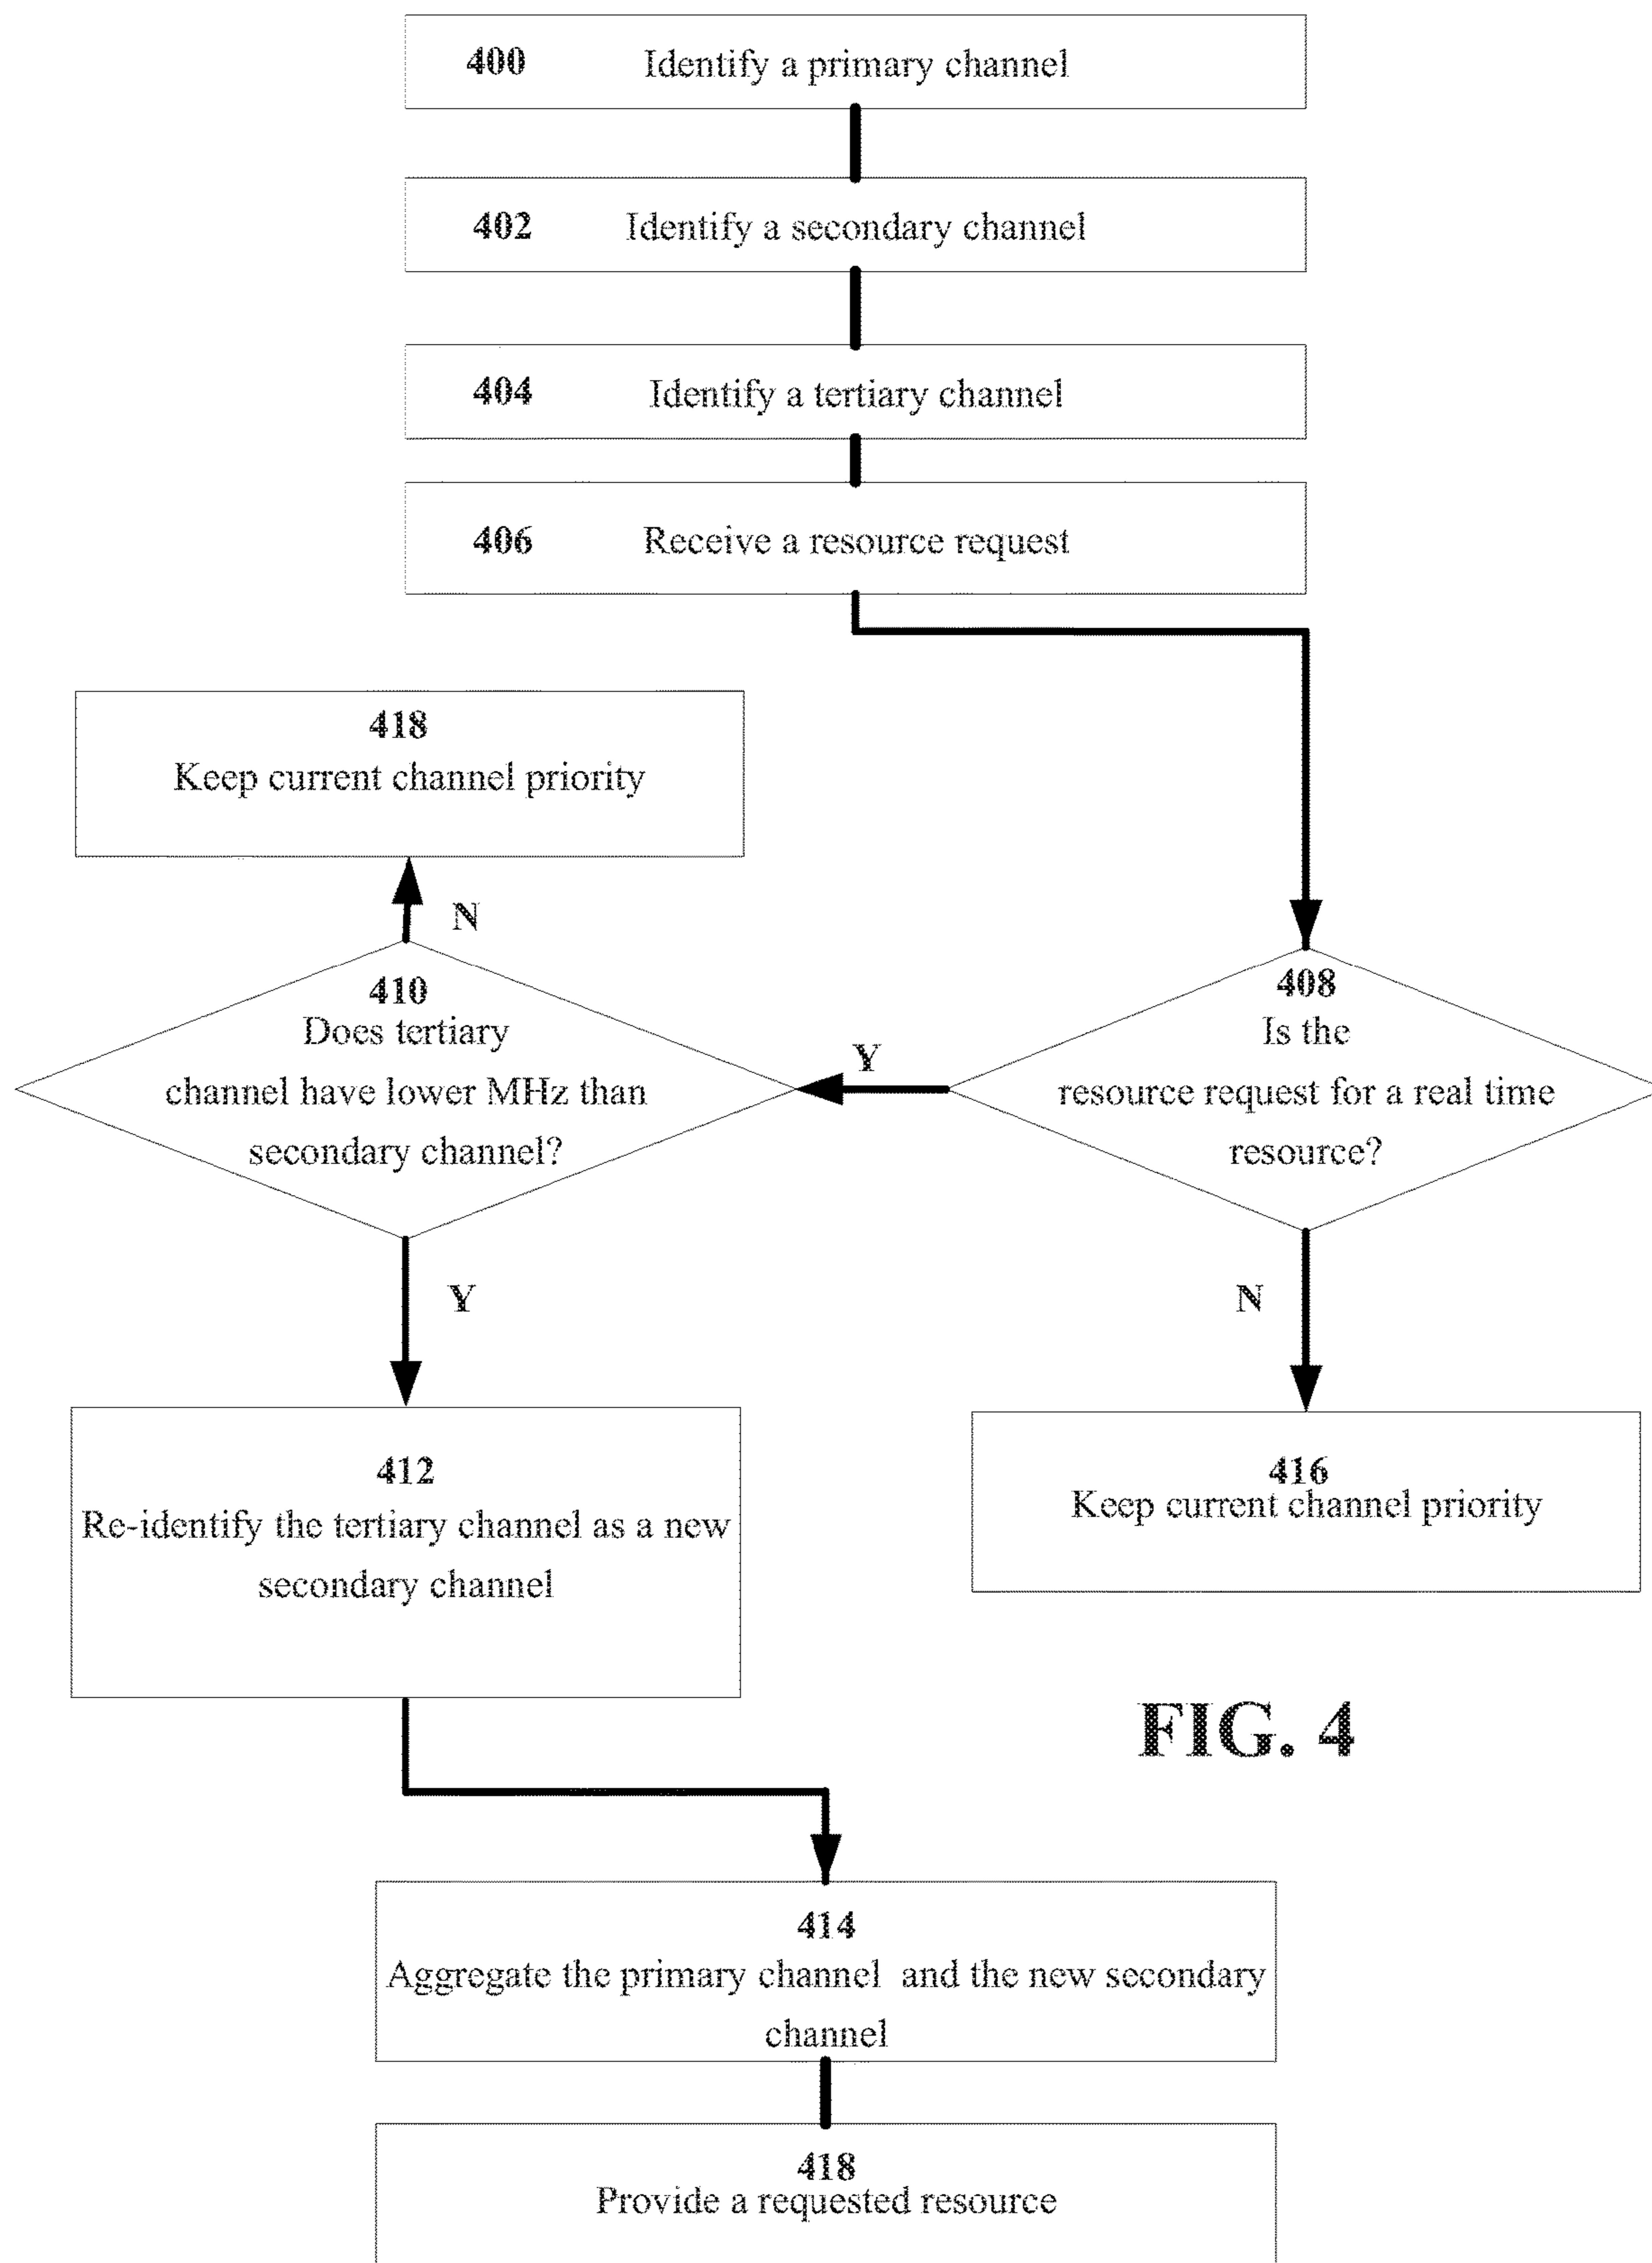 400 Identify a primary channel
402 Identify a secondary channel
404 Identify a tertiary channel
406 Receive a resource request
418
Keep current channel priority
N
410
Does tertiary
channel have lower MHz than
secondary channel?
Y
408
Is the
resource request for a real time
resource?
Y
N
412
Re-identify the tertiary channel as a new
secondary channel
416
Keep current channel priority
FIG. 4
414
Aggregate the primary channel and the new secondary
channel
418
Provide a requested resource